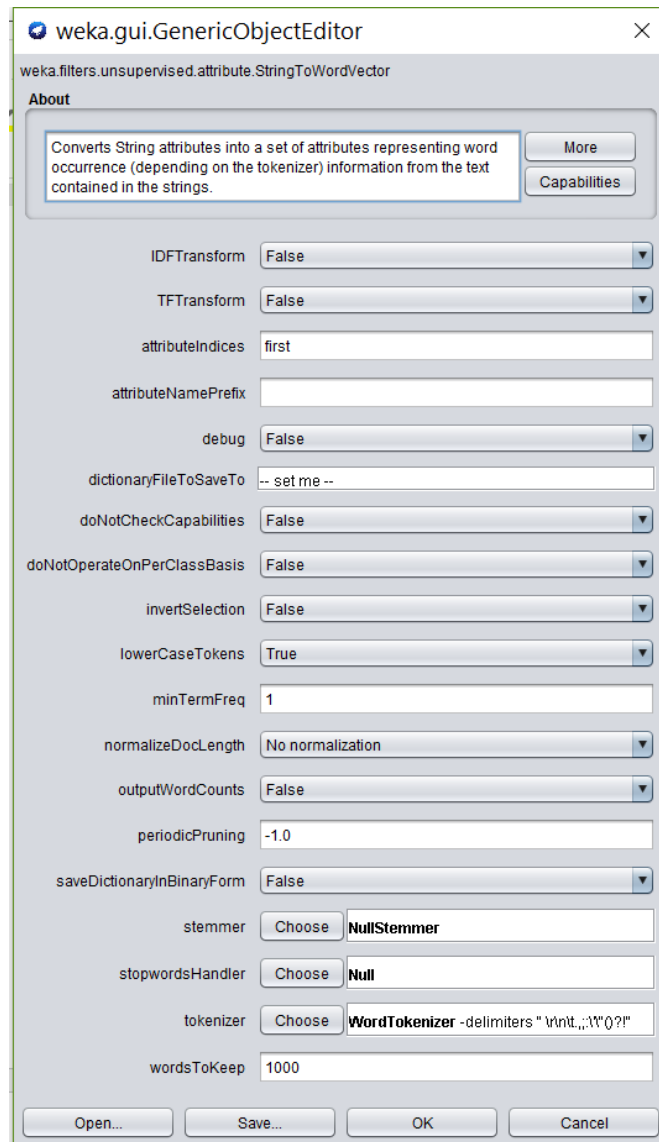 weka.gui.GenericObjectEditor
weka.filters.unsupervised.attribute.StringToWordVector
About
Converts String attributes into a set of attributes representing word
occurrence (depending on the tokenizer) information from the text
contained in the strings.
More
Capabilities
IDFTransform False
TFTransform False
attributeIndices first
attributeNamePrefix
debug False
dictionaryFileToSaveTo -- set me --
doNotCheckCapabilities False
doNotOperateOnPerClassBasis False
invertSelection False
lowerCaseTokens True
minTermFreq 1
normalizeDocLength No normalization
outputWordCounts False
periodicPruning -1.0
saveDictionaryInBinaryForm False
stemmer Choose NullStemmer
stopwordsHandler Choose Null
tokenizer Choose WordTokenizer -delimiters " \r\n\t.,;:\'\"()?!"
wordsToKeep 1000
Open... Save... OK Cancel